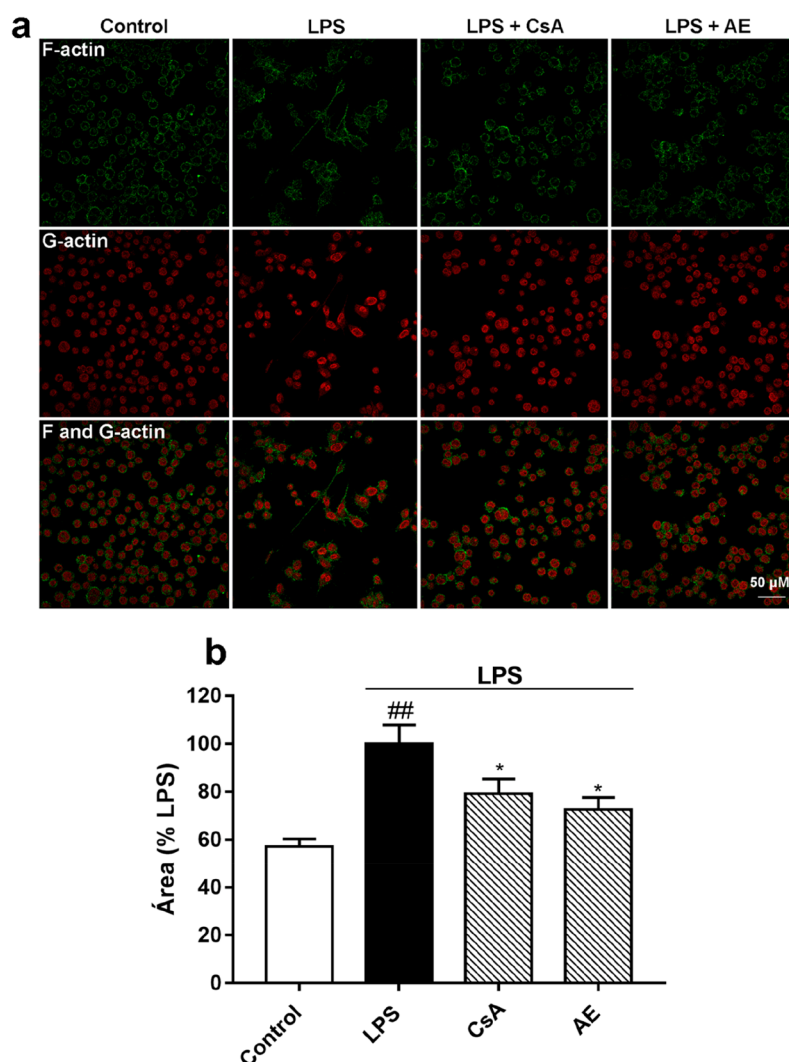 a
Control LPS LPS + CsA LPS + AE
F-actin
G-actin
F and G-actin
50 µM
b
LPS
120
100
80
60
40
20
0
Área (% LPS)
##
*
*
Control LPS CsA AE